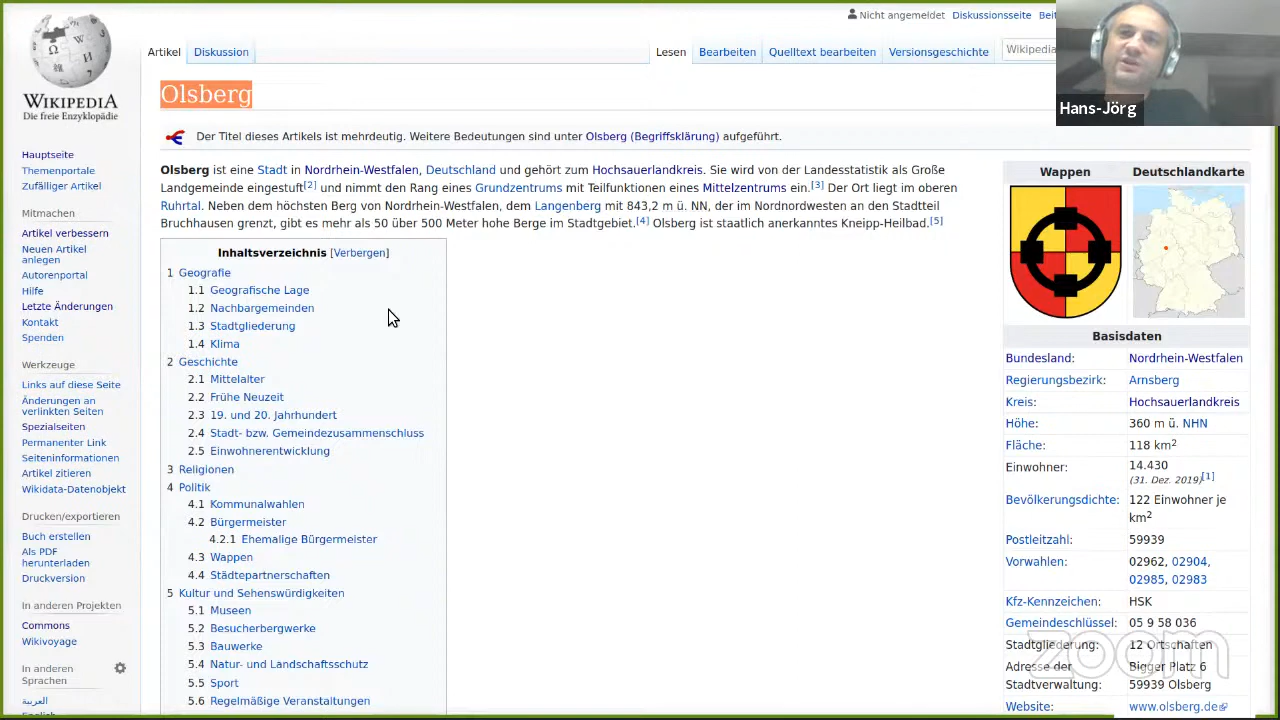 Nicht angemeldet Diskussionsseite Bei
Artikel Diskussion Lesen Bearbeiten Quelltext bearbeiten Versionsgeschichte Wikipedia
WIKIPEDIA
Die freie Enzyklopädie
Hans-Jörg
Olsberg
Der Titel dieses Artikels ist mehrdeutig. Weitere Bedeutungen sind unter Olsberg (Begriffsklärung) aufgeführt.
Olsberg ist eine Stadt in Nordrhein-Westfalen, Deutschland und gehört zum Hochsauerlandkreis. Sie wird von der Landesstatistik als Große
Landgemeinde eingestuft[2] und nimmt den Rang eines Grundzentrums mit Teilfunktionen eines Mittelzentrums ein.[3] Der Ort liegt im oberen
Ruhrtal. Neben dem höchsten Berg von Nordrhein-Westfalen, dem Langenberg mit 843,2 m ü. NN, der im Nordnordwesten an den Stadtteil
Bruchhausen grenzt, gibt es mehr als 50 über 500 Meter hohe Berge im Stadtgebiet.[4] Olsberg ist staatlich anerkanntes Kneipp-Heilbad.[5]
Inhaltsverzeichnis [Verbergen]
1 Geografie
1.1 Geografische Lage
1.2 Nachbargemeinden
1.3 Stadtgliederung
1.4 Klima
2 Geschichte
2.1 Mittelalter
2.2 Frühe Neuzeit
2.3 19. und 20. Jahrhundert
2.4 Stadt- bzw. Gemeindezusammenschluss
2.5 Einwohnerentwicklung
3 Religionen
4 Politik
4.1 Kommunalwahlen
4.2 Bürgermeister
4.2.1 Ehemalige Bürgermeister
4.3 Wappen
4.4 Städtepartnerschaften
5 Kultur und Sehenswürdigkeiten
5.1 Museen
5.2 Besucherbergwerke
5.3 Bauwerke
5.4 Natur- und Landschaftsschutz
5.5 Sport
5.6 Regelmäßige Veranstaltungen
Hauptseite
Themenportale
Zufälliger Artikel
Mitmachen
Artikel verbessern
Neuen Artikel
anlegen
Autorenportal
Hilfe
Letzte Änderungen
Kontakt
Spenden
Werkzeuge
Links auf diese Seite
Änderungen an
verlinkten Seiten
Spezialseiten
Permanenter Link
Seiteninformationen
Artikel zitieren
Wikidata-Datenobjekt
Drucken/exportieren
Buch erstellen
Als PDF
herunterladen
Druckversion
In anderen Projekten
Commons
Wikivoyage
In anderen
Sprachen
العربية
English
Wappen Deutschlandkarte
Basisdaten
Bundesland: Nordrhein-Westfalen
Regierungsbezirk: Arnsberg
Kreis: Hochsauerlandkreis
Höhe: 360 m ü. NHN
Fläche: 118 km²
Einwohner: 14.430
(31. Dez. 2019)[1]
Bevölkerungsdichte: 122 Einwohner je
km²
Postleitzahl: 59939
Vorwahlen: 02962, 02904,
02985, 02983
Kfz-Kennzeichen: HSK
Gemeindeschlüssel: 05 9 58 036
Stadtgliederung: 12 Ortschaften
Adresse der Bigger Platz 6
Stadtverwaltung: 59939 Olsberg
Website: www.olsberg.de
zoom